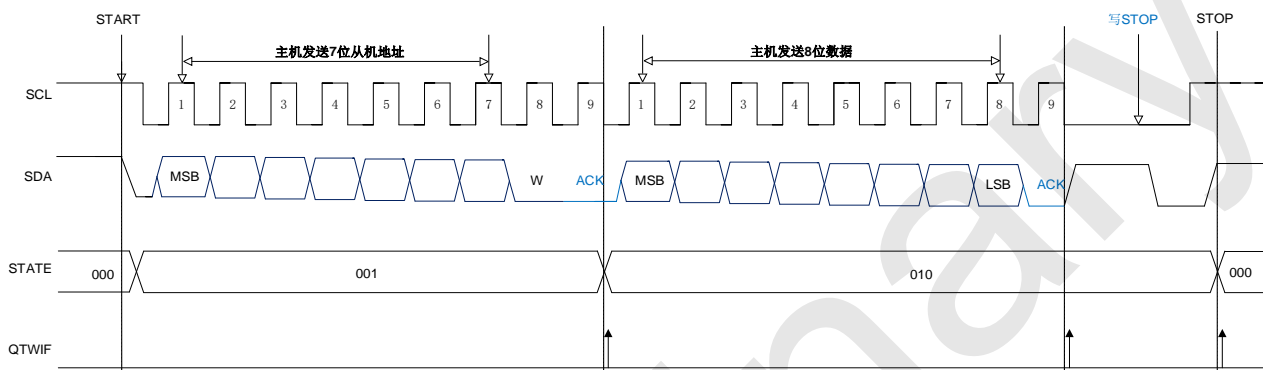 START 写STOP STOP
主机发送7位从机地址 主机发送8位数据
SCL 1 2 3 4 5 6 7 8 9 1 2 3 4 5 6 7 8 9
SDA MSB W ACK MSB LSB ACK
STATE 000 001 010 000
QTWIF